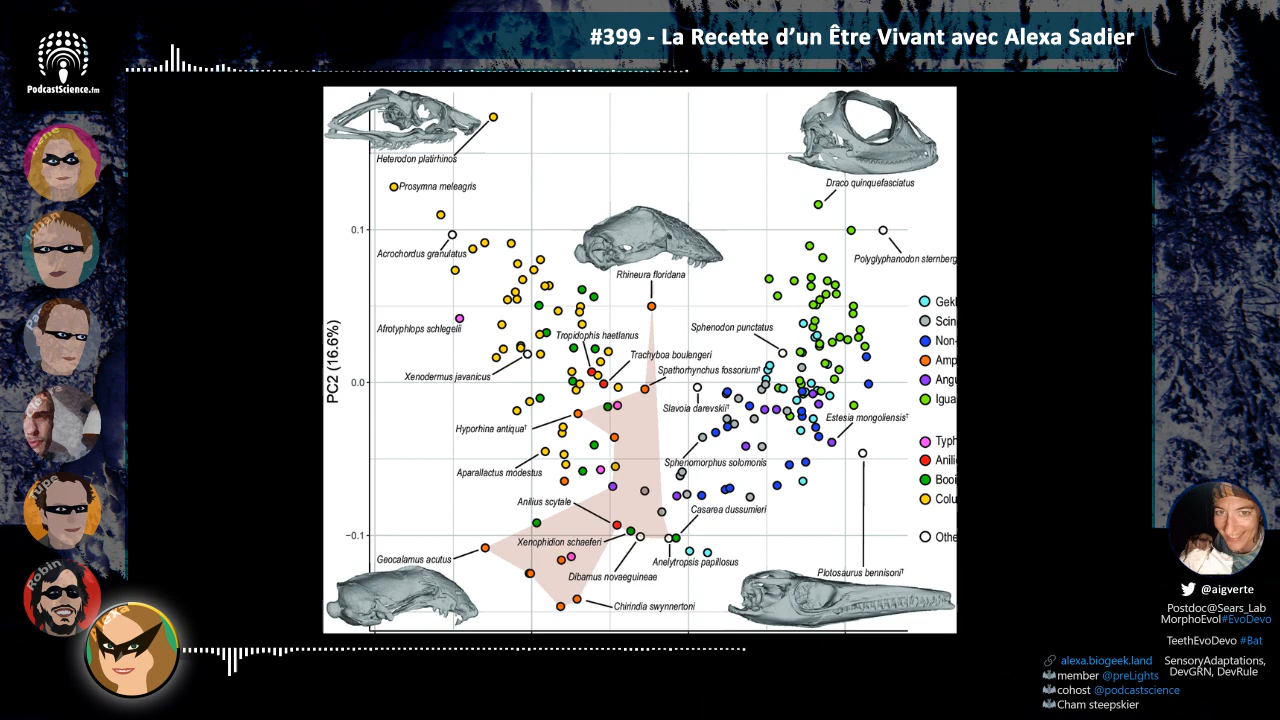 #399 - La Recette d'un Être Vivant avec Alexa Sadier
PodcastScience.fm
Heterodon platirhinos
Prosymna meleagris
Draco quinquefasciatus
0.1
Acrochordus granulatus
Polyglyphanodon sternberg
Rhineura floridana
Afrotyphlops schlegelii
Sphenodon punctatus
Tropidophis haetianus
Trachyboa boulengeri
Xenodermus javanicus
Spathorhynchus fossorium†
PC2 (16.6%)
0.0
Slavoia darevskii†
Hyporhina antiqua†
Estesia mongoliensis†
Aparallactus modestus
Sphenomorphus solomonis
Anilius scytale
Casarea dussumieri
−0.1
Xenophidion schaeferi
Geocalamus acutus
Anelytropsis papillosus
Dibamus novaeguineae
Plotosaurus bennisoni†
Chirindia swynnertoni
Gekk
Scin
Non-
Amp
Angu
Igua
Typh
Anili
Booi
Colu
Othe
robin
@aigverte
Postdoc@Sears_Lab
MorphoEvol#EvoDevo
TeethEvoDevo #Bat
SensoryAdaptations,
DevGRN, DevRule
alexa.biogeek.land
member @preLights
cohost @podcastscience
Cham steepskier